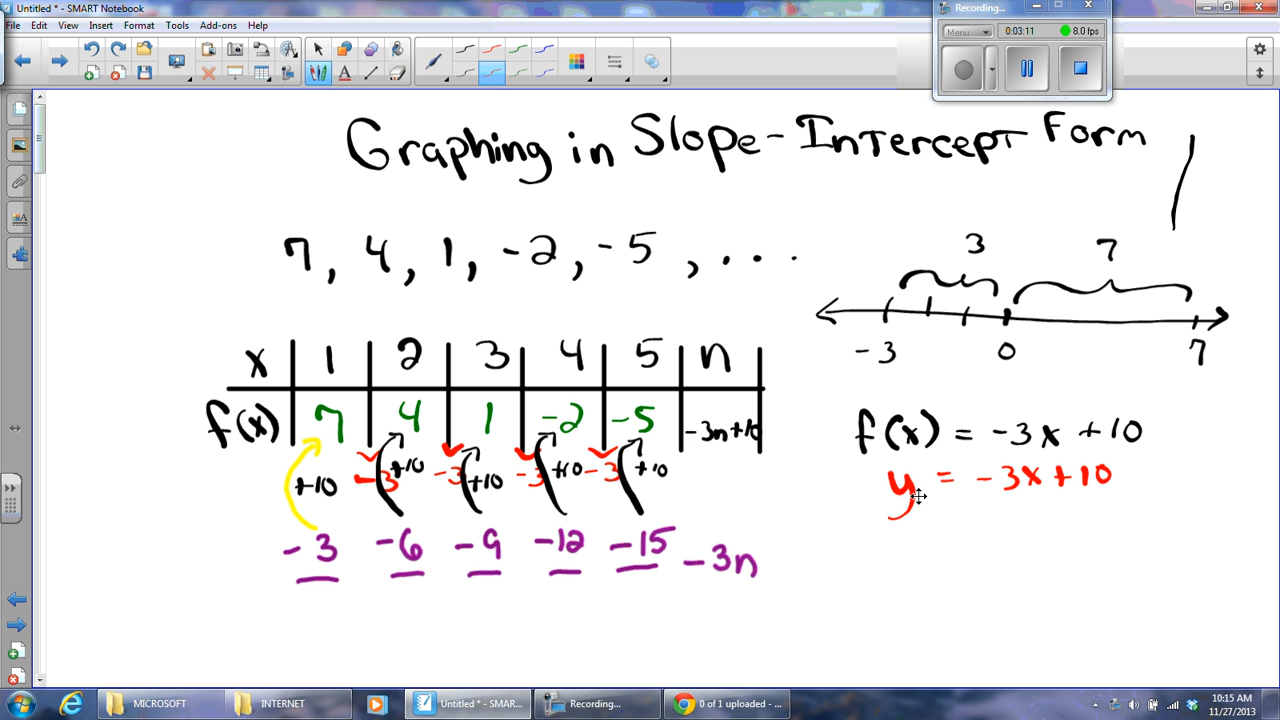 Untitled * - SMART Notebook
Recording...
File Edit View Insert Format Tools Add-ons Help
Menu 0:03:11 8.0 fps
Graphing in Slope-Intercept Form
7, 4, 1, -2, -5, ...
3 7
-3 0 7
x 1 2 3 4 5 n
f(x) 7 4 1 -2 -5 -3n+10
+10 -3 +10 -3 +10 -3 +10 -3 +10
-3 -6 -9 -12 -15 -3n
f(x) = -3x +10
y = -3x+10
MICROSOFT INTERNET Untitled * - SMAR... Recording... 0 of 1 uploaded - ...
10:15 AM
11/27/2013